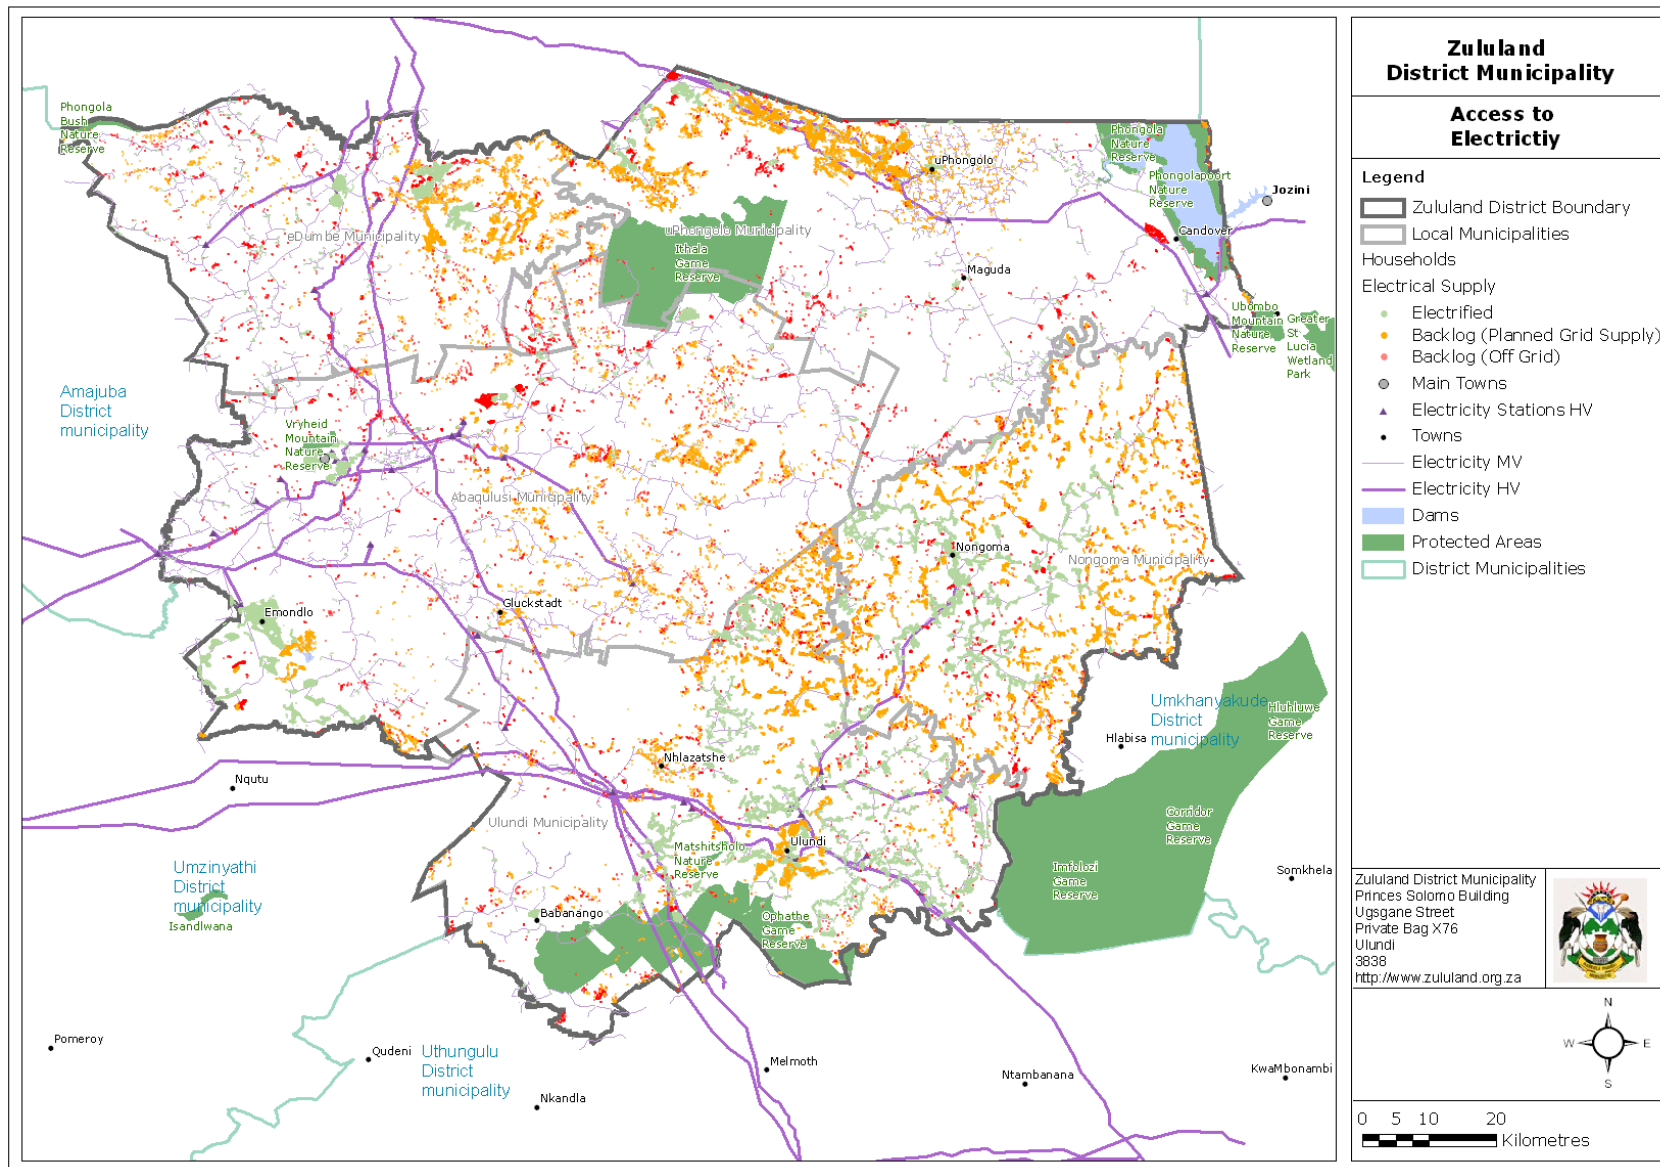 Zululand
District Municipality
Access to
Electrictiy
Legend
Zululand District Boundary
Local Municipalities
Households
Electrical Supply
Electrified
Backlog (Planned Grid Supply)
Backlog (Off Grid)
Main Towns
Electricity Stations HV
Towns
Electricity MV
Electricity HV
Dams
Protected Areas
District Municipalities
Zululand District Municipality
Princes Solomo Building
Ugsgane Street
Private Bag X76
Ulundi
3838
http://www.zululand.org.za
N
W
E
S
0 5 10 20
Kilometres
Phongola
Bush
Nature
Reserve
eDumbe Municipality
uPhongolo Municipality
Ithala
Game
Reserve
uPhongolo
Phongola
Nature
Reserve
Phongolapoort
Nature
Reserve
Jozini
Candover
Maguda
Ubombo
Mountain
Nature
Reserve
Greater
St
Lucia
Wetland
Park
Amajuba
District
municipality
Vryheid
Mountain
Nature
Reserve
Abaqulusi Municipality
Nongoma
Nongoma Municipality
Gluckstadt
Emondlo
Umkhanyakude
District
municipality
Hluhluwe
Game
Reserve
Hlabisa
Nhlazatshe
Nqutu
Ulundi Municipality
Ulundi
Matshitsholo
Nature
Reserve
Corridor
Game
Reserve
Imfolozi
Game
Reserve
Somkhela
Umzinyathi
District
municipality
Isandlwana
Babanango
Ophathe
Game
Reserve
Pomeroy
Qudeni
Uthungulu
District
municipality
Nkandla
Melmoth
Ntambanana
KwaMbonambi